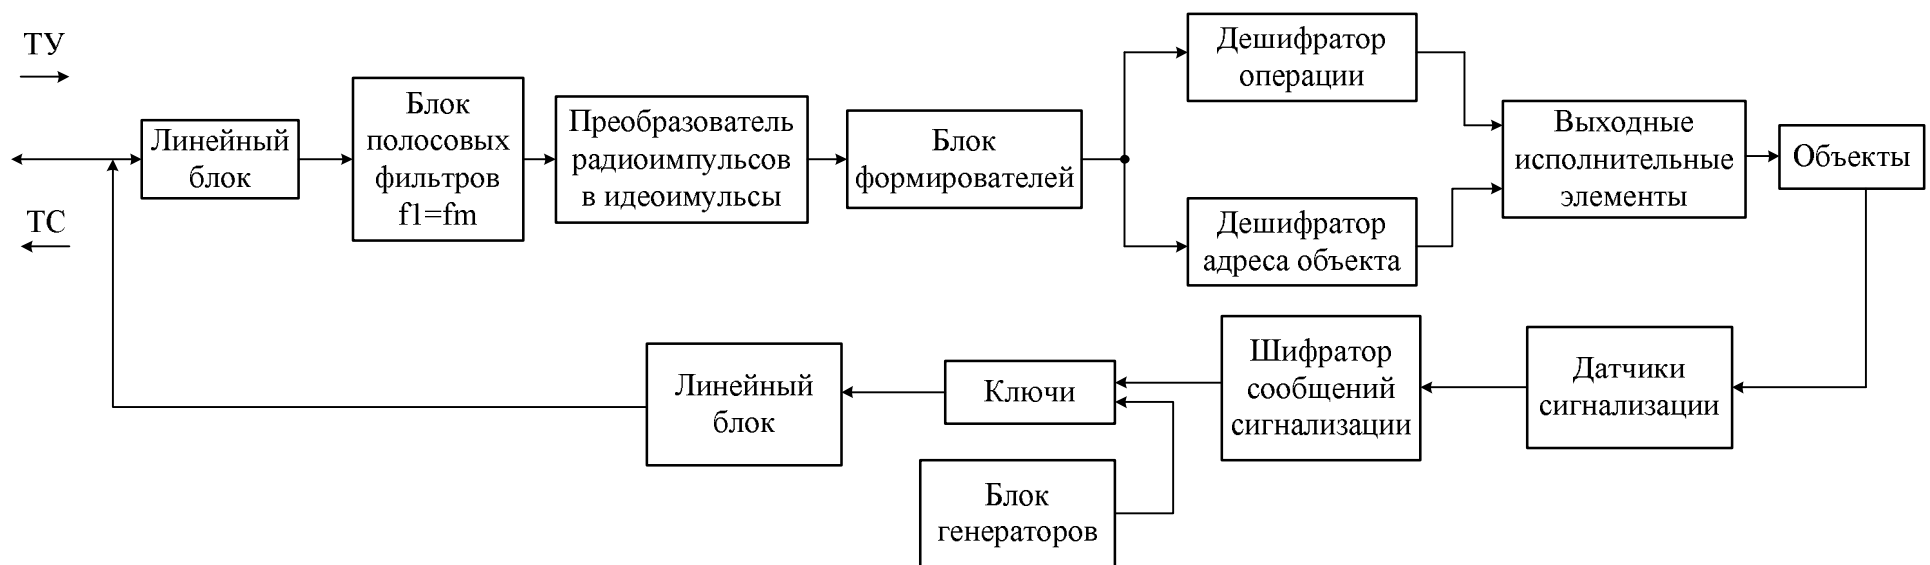 ТУ
ТС
Линейный
блок
Блок
полосовых
фильтров
f1=fm
Преобразователь
радиоимпульсов
в идеоимульсы
Блок
формирователей
Дешифратор
операции
Дешифратор
адреса объекта
Выходные
исполнительные
элементы
Объекты
Датчики
сигнализации
Шифратор
сообщений
сигнализации
Ключи
Блок
генераторов
Линейный
блок